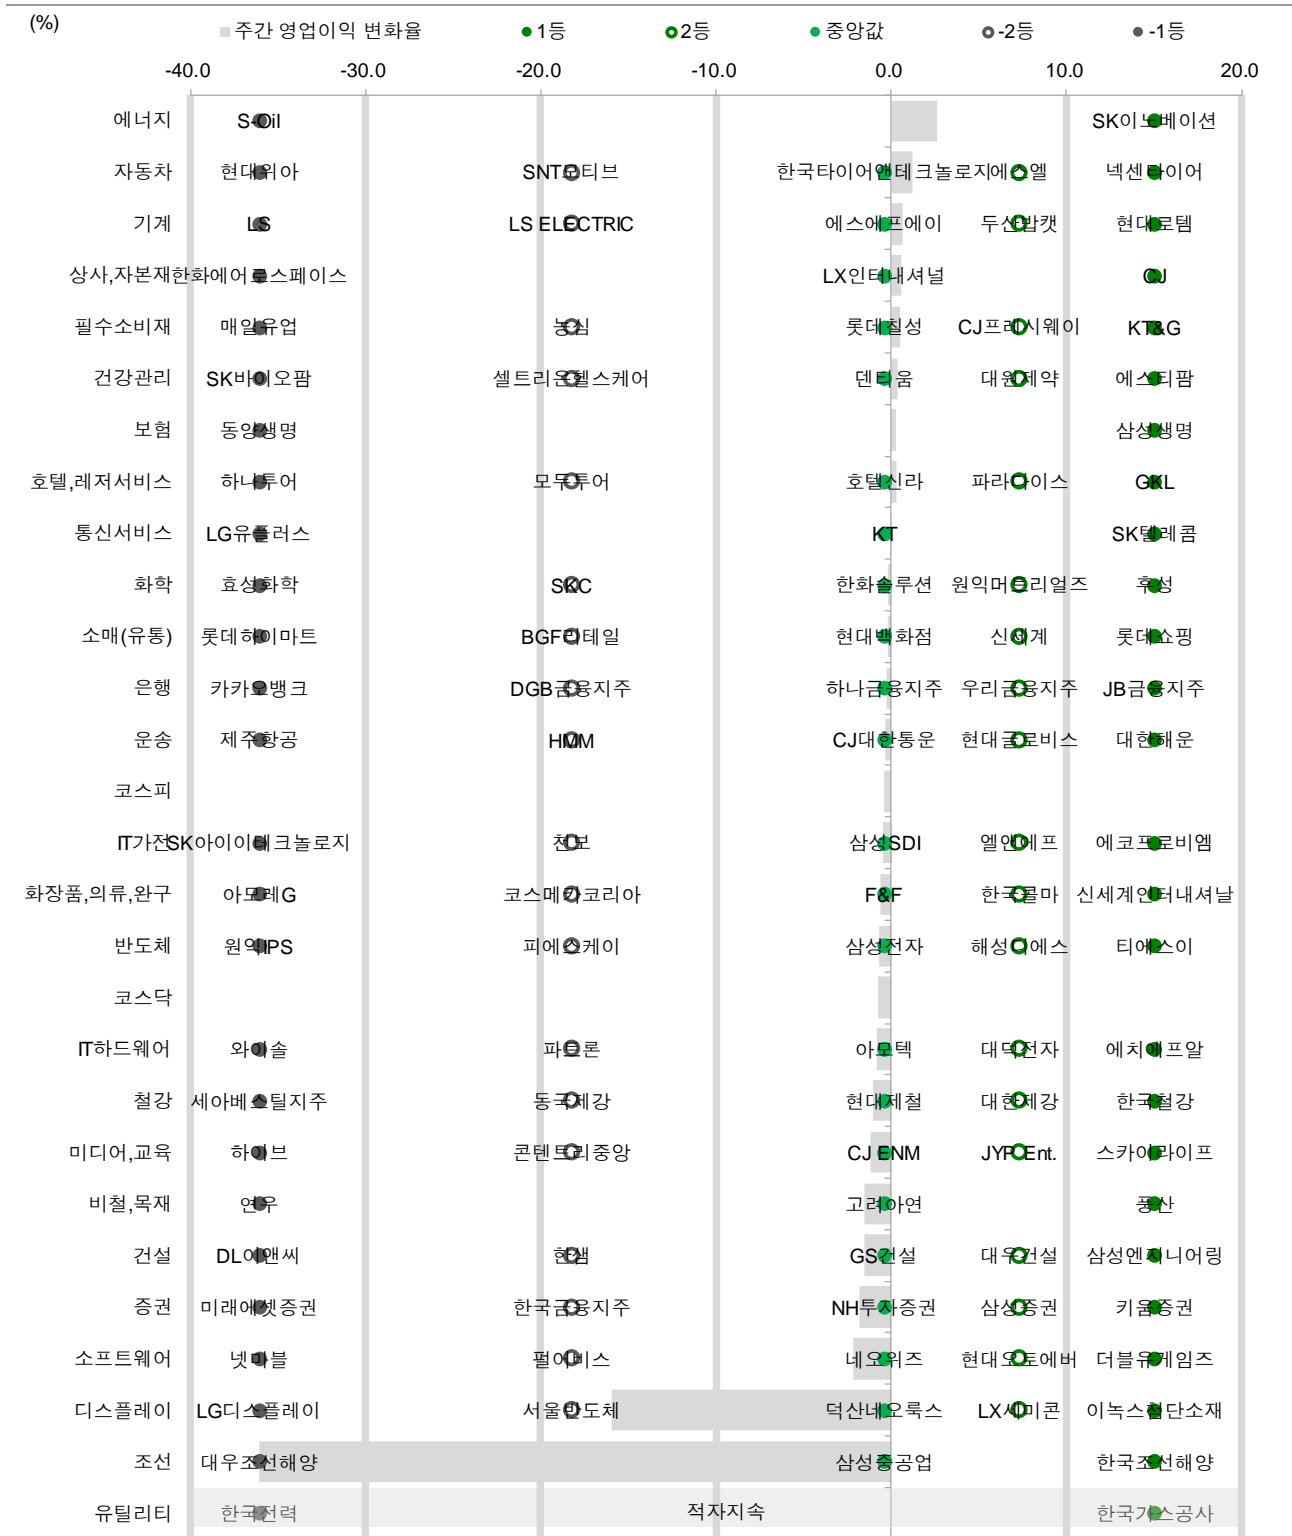 (%)
주간 영업이익 변화율 1등 2등 중앙값 -2등 -1등
-40.0 -30.0 -20.0 -10.0 0.0 10.0 20.0
에너지 S-Oil SK이노베이션
자동차 현대위아 SNT모티브 한국타이어앤테크놀로지 에스엘 넥센타이어
기계 LS LS ELECTRIC 에스에프에이 두산밥캣 현대로템
상사,자본재 한화에어로스페이스 LX인터내셔널 CJ
필수소비재 매일유업 농심 롯데칠성 CJ프레시웨이 KT&G
건강관리 SK바이오팜 셀트리온헬스케어 덴티움 대원제약 에스티팜
보험 동양생명 삼성생명
호텔,레저서비스 하나투어 모두투어 호텔신라 파라다이스 GKL
통신서비스 LG유플러스 KT SK텔레콤
화학 효성화학 SKC 한화솔루션 원익머트리얼즈 후성
소매(유통) 롯데하이마트 BGF리테일 현대백화점 신세계 롯데쇼핑
은행 카카오뱅크 DGB금융지주 하나금융지주 우리금융지주 JB금융지주
운송 제주항공 HMM CJ대한통운 현대글로비스 대한해운
코스피
IT가전 SK아이이테크놀로지 천보 삼성SDI 엘앤에프 에코프로비엠
화장품,의류,완구 아모레G 코스메카코리아 F&F 한국콜마 신세계인터내셔날
반도체 원익IPS 피에스케이 삼성전자 해성디에스 티에스이
코스닥
IT하드웨어 와이솔 파트론 아모텍 대덕전자 에치에프알
철강 세아베스틸지주 동국제강 현대제철 대한제강 한국철강
미디어,교육 하이브 콘텐트리중앙 CJ ENM JYP Ent. 스카이라이프
비철,목재 연우 고려아연 풍산
건설 DL이앤씨 한샘 GS건설 대우건설 삼성엔지니어링
증권 미래에셋증권 한국금융지주 NH투자증권 삼성증권 키움증권
소프트웨어 넷마블 펄어비스 네오위즈 현대오토에버 더블유게임즈
디스플레이 LG디스플레이 서울반도체 덕산네오룩스 LX세미콘 이녹스첨단소재
조선 대우조선해양 삼성중공업 한국조선해양
유틸리티 한국전력 적자지속 한국가스공사